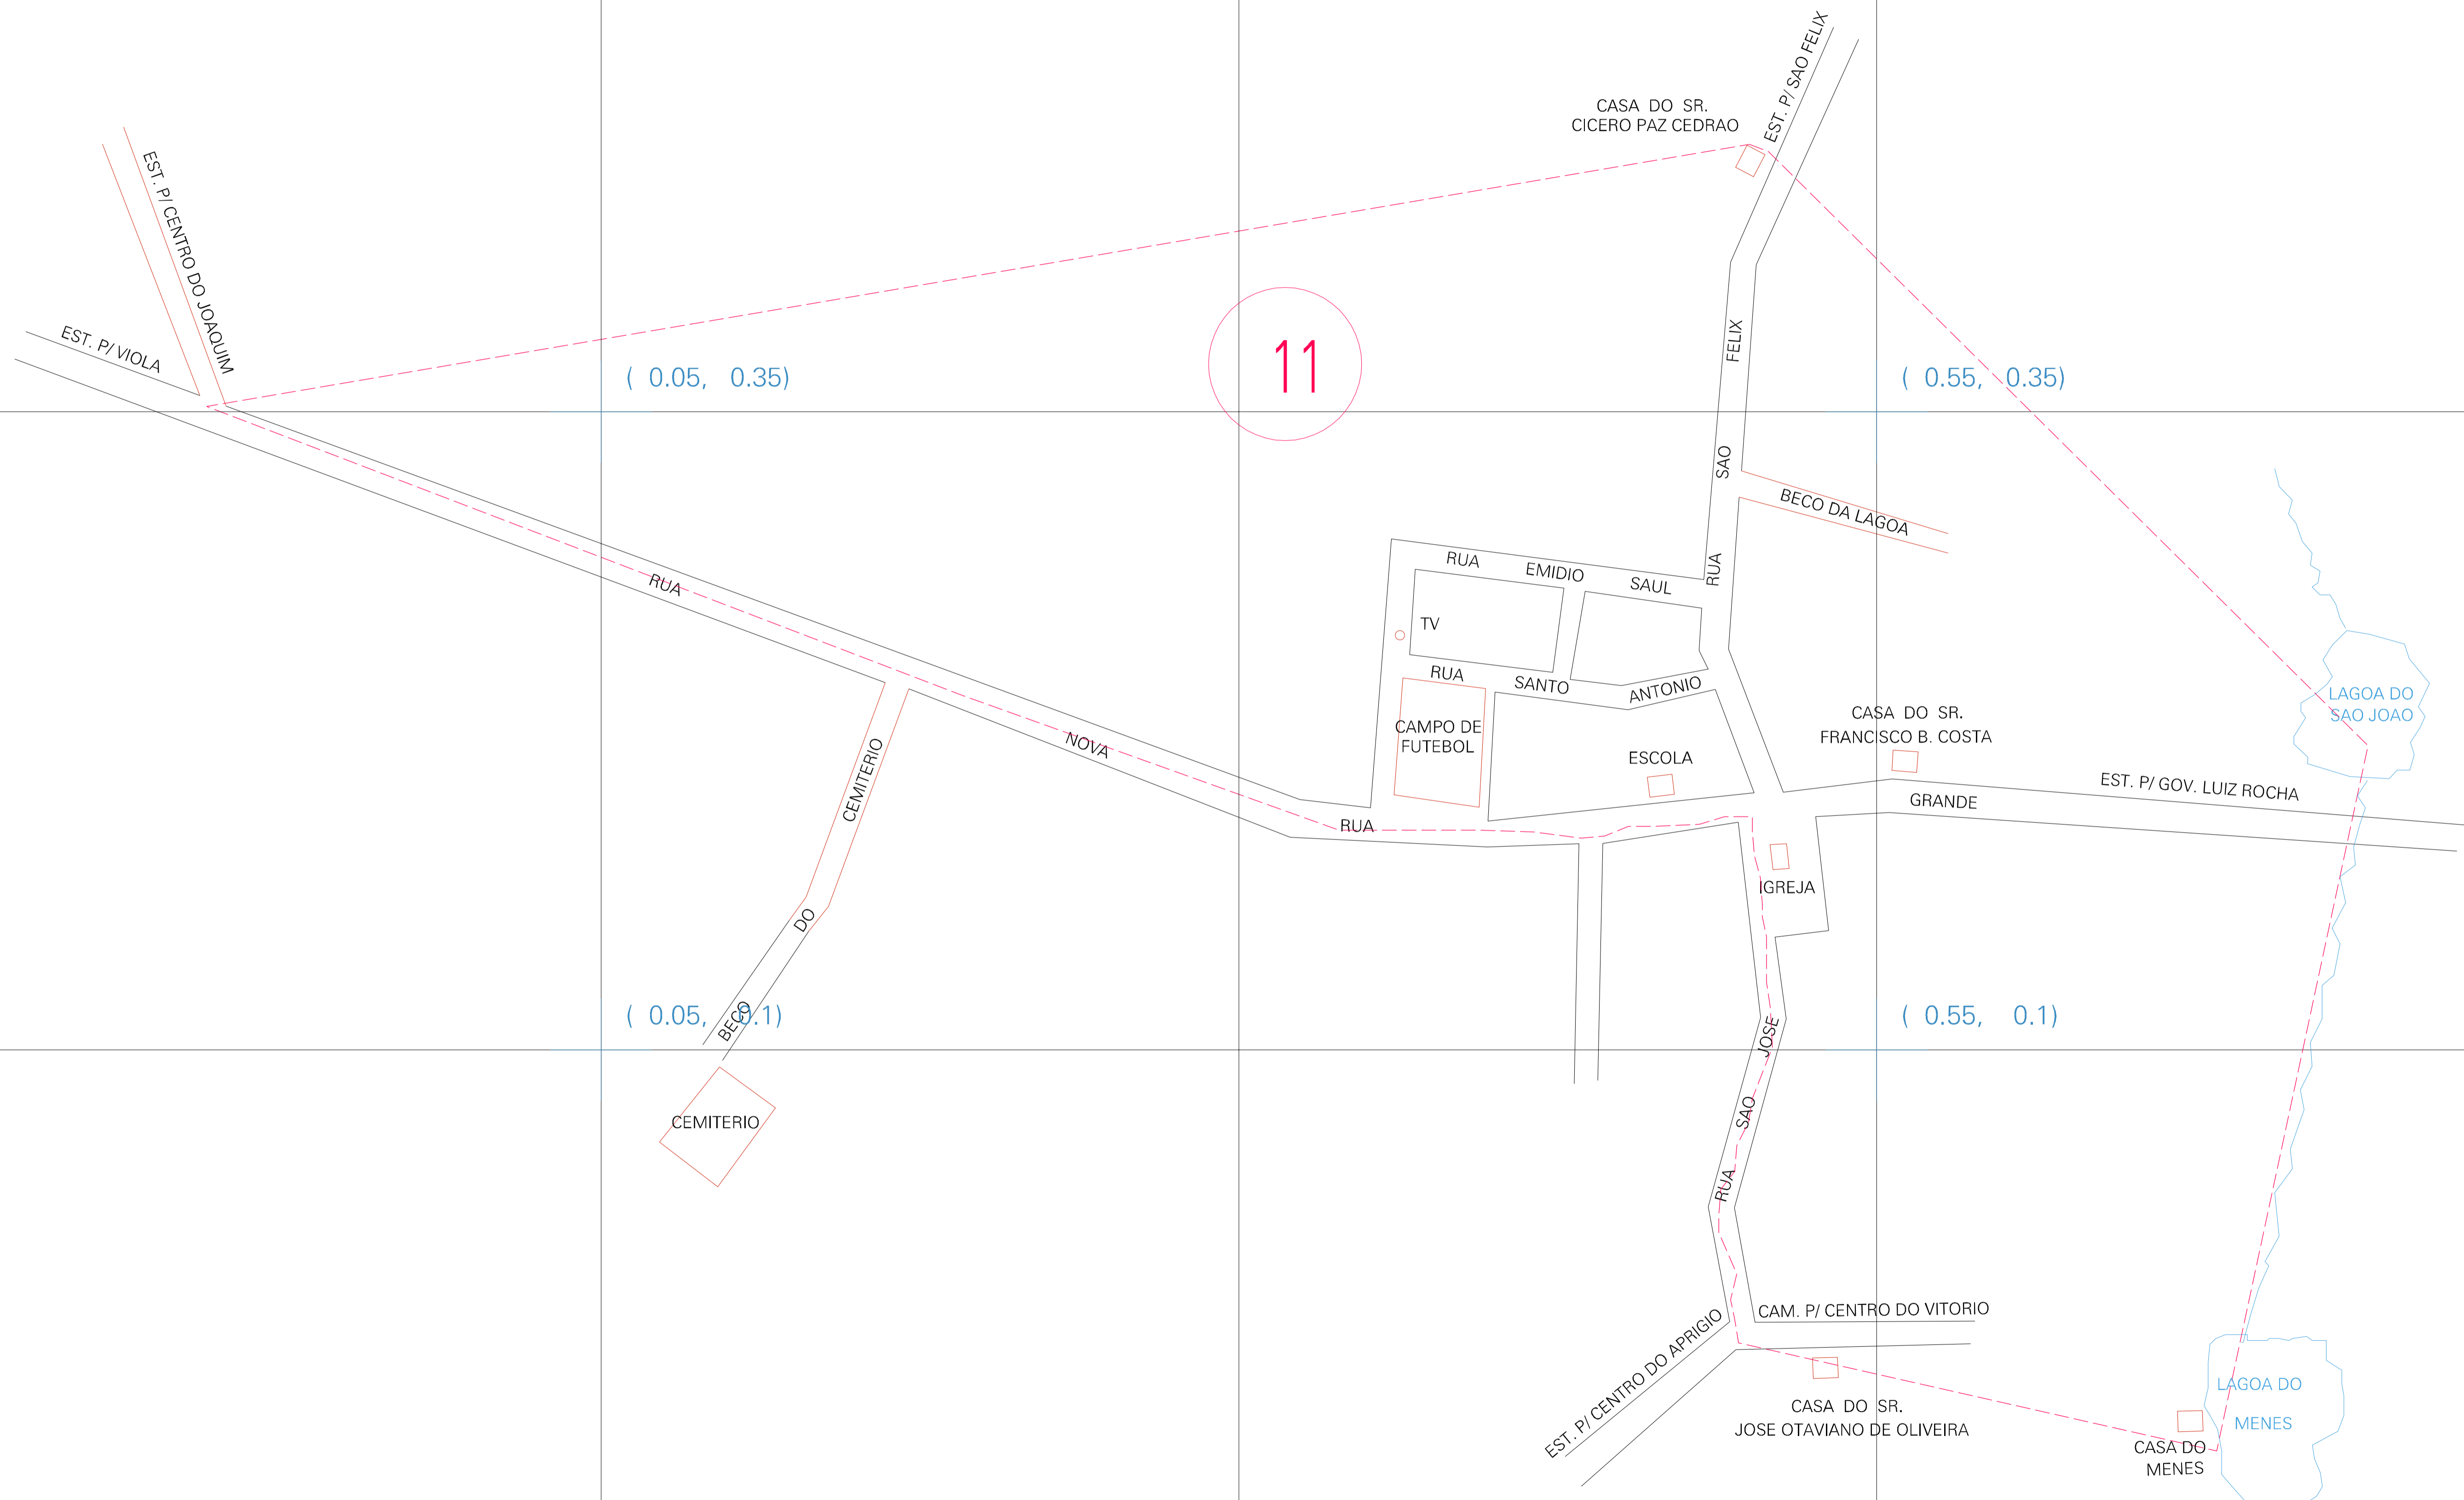 EST. P/ SAO FELIX
CASA DO SR.
CICERO PAZ CEDRAO
EST. P/ CENTRO DO JOAQUIM
EST. P/ VIOLA
11
( 0.05, 0.35)
( 0.55, 0.35)
RUA SAO FELIX
BECO DA LAGOA
RUA EMIDIO SAUL
TV
RUA SANTO ANTONIO
RUA NOVA
CAMPO DE
FUTEBOL
ESCOLA
CASA DO SR.
FRANCISCO B. COSTA
LAGOA DO
SAO JOAO
EST. P/ GOV. LUIZ ROCHA
RUA GRANDE
IGREJA
BECO DO CEMITERIO
( 0.05, 0.1)
( 0.55, 0.1)
CEMITERIO
RUA SAO JOSE
CAM. P/ CENTRO DO VITORIO
EST. P/ CENTRO DO APRIGIO
CASA DO SR.
JOSE OTAVIANO DE OLIVEIRA
LAGOA DO
MENES
CASA DO
MENES